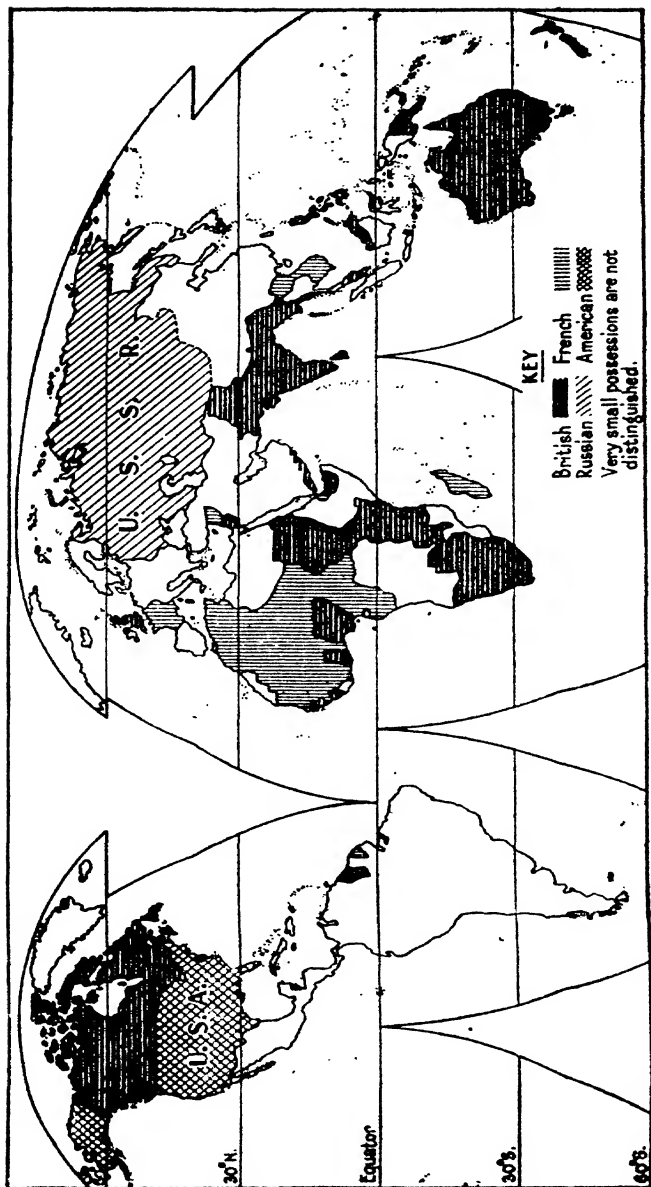 U.S.A.
U. S. S. R.
30°N.
Equator
30°S.
60°S.
KEY
British French
Russian American
Very small possessions are not
distinguished.